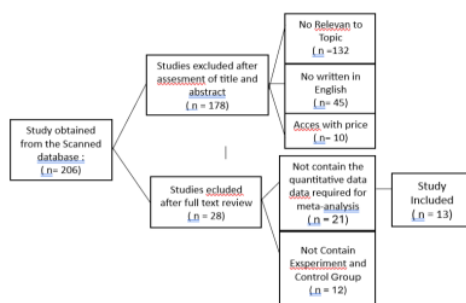 Study obtained
from the Scanned
database :
( n= 206)
Studies excluded after
assesment of title and
abstract
( n = 178)
No Relevan to
Topic
( n =132
No written in
English
( n= 45)
Acces with price
( n= 10)
Studies ecluded
after full text review
( n = 28)
Not contain the
quantitative data
data required for
meta-analysis
( n = 21)
Not Contain
Exsperiment and
Control Group
( n = 12)
Study
Included
( n = 13)